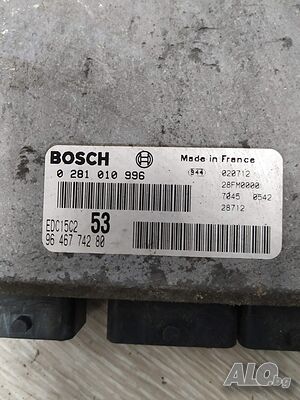 BOSCH
Made in France
0 281 010 996
944 020712
28FM0000
7045 0542
28712
EDC15C2 53
96 467 742 80
ALO.bg